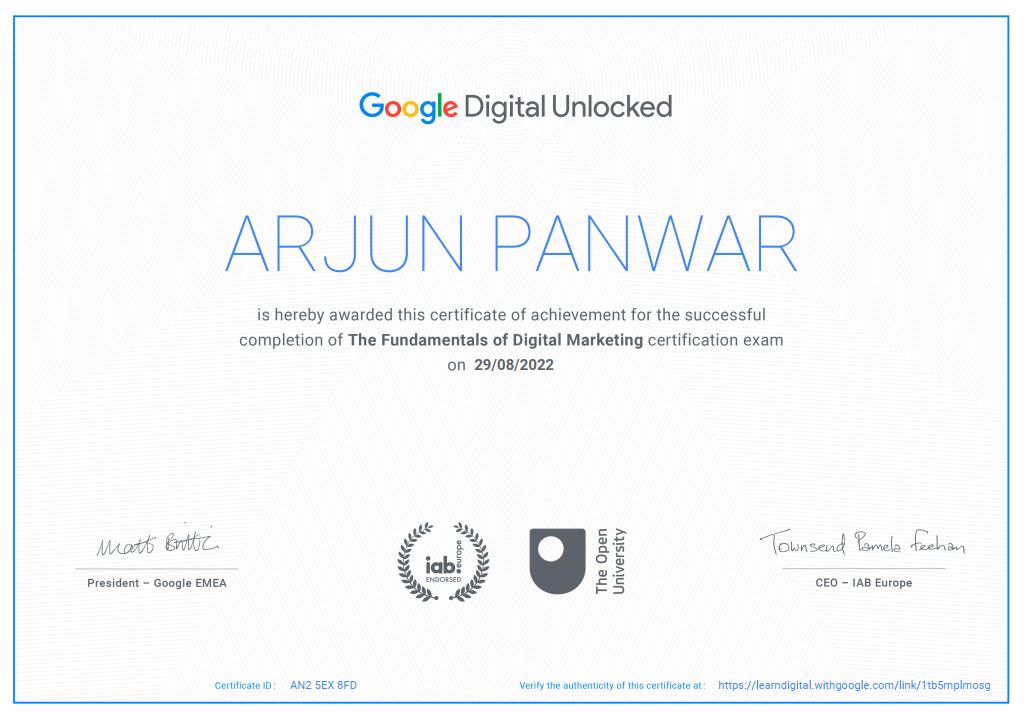 Google Digital Unlocked
ARJUN PANWAR
is hereby awarded this certificate of achievement for the successful
completion of The Fundamentals of Digital Marketing certification exam
on 29/08/2022
Matt Brittin
President – Google EMEA
iab europe
ENDORSED
The Open
University
Townsend Pamela Feehan
CEO – IAB Europe
Certificate ID: AN2 5EX 8FD
Verify the authenticity of this certificate at: https://learndigital.withgoogle.com/link/1tb5mplmosg